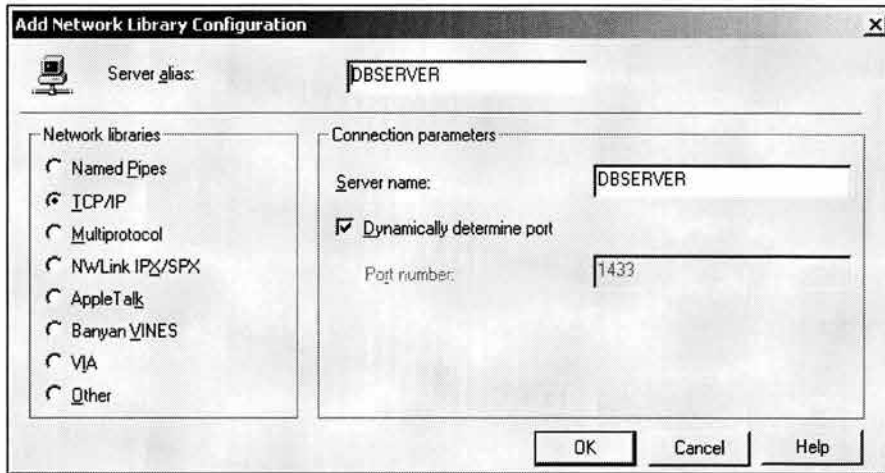 Add Network Library Configuration
Server alias:
DBSERVER
Network libraries
Named Pipes
TCP/IP
Multiprotocol
NWLink IPX/SPX
AppleTalk
Banyan VINES
VIA
Other
Connection parameters
Server name:
DBSERVER
Dynamically determine port
Port number:
1433
OK
Cancel
Help